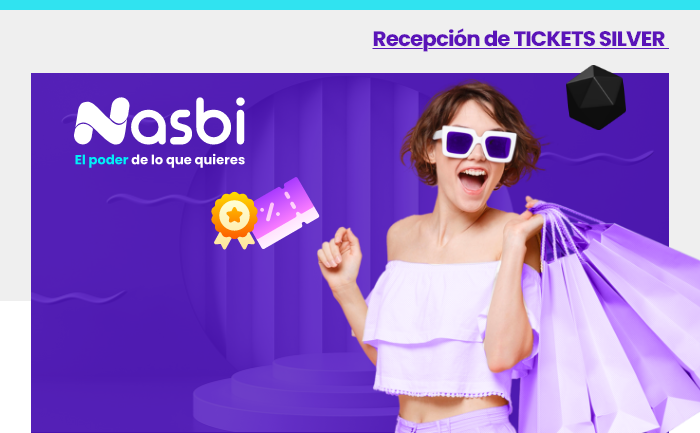 Recepción de TICKETS SILVER
Nasbi
El poder de lo que quieres